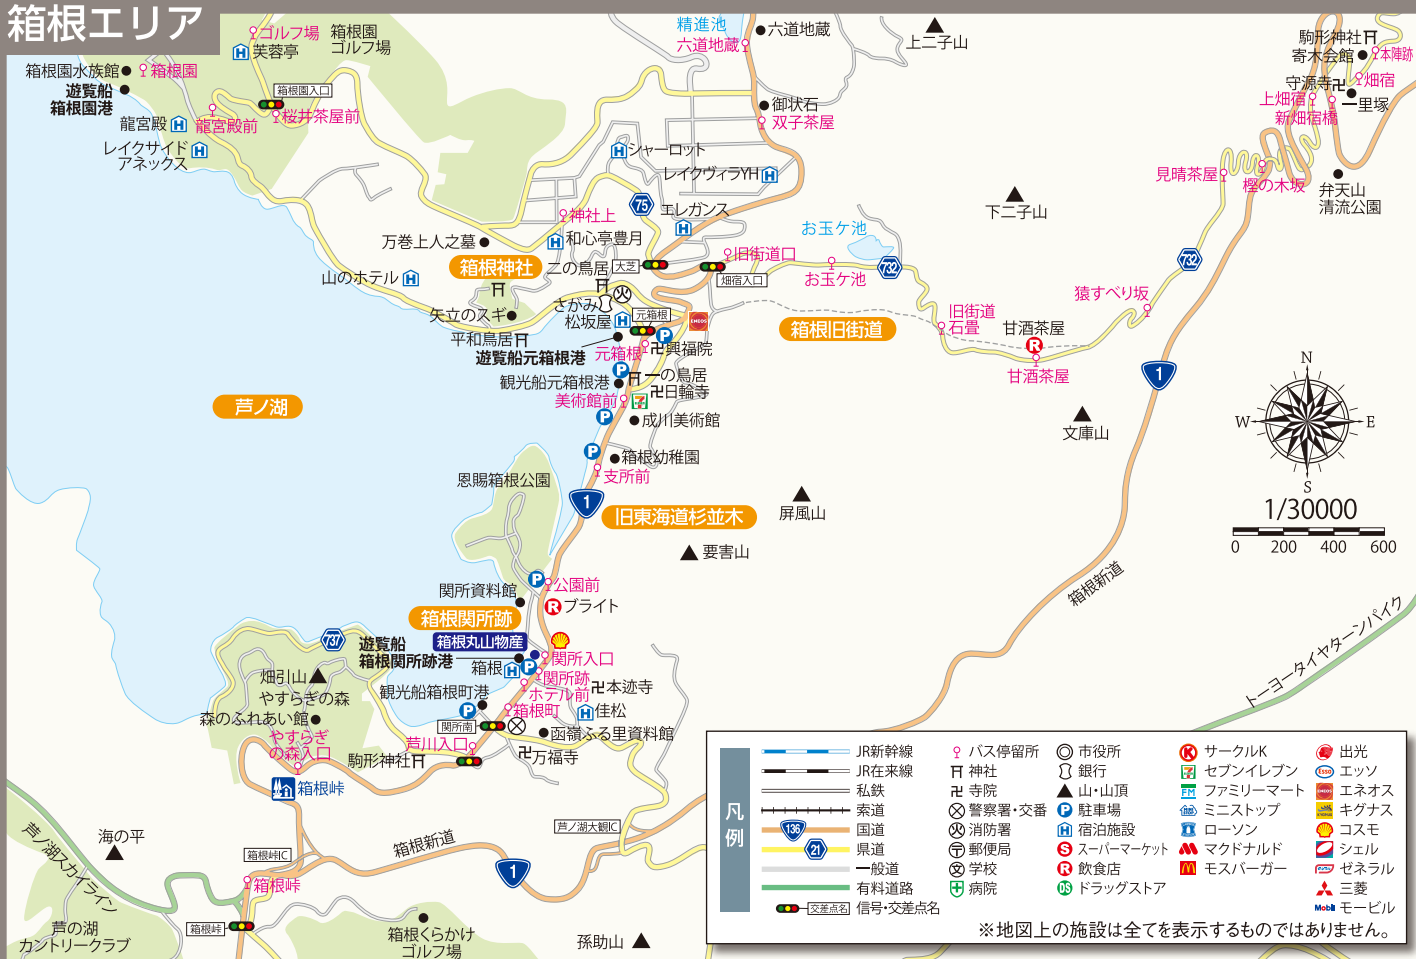 箱根エリア
ゴルフ場
箱根園
ゴルフ場
芙蓉亭
箱根園水族館
箱根園
遊覧船
箱根園港
箱根園入口
桜井茶屋前
龍宮殿
龍宮殿前
レイクサイド
アネックス
精進池
六道地蔵
六道地蔵
上二子山
御状石
双子茶屋
シャーロット
レイクヴィラYH
75
エレガンス
神社上
和心亭豊月
万巻上人之墓
箱根神社
二の鳥居
大芝
旧街道口
畑宿入口
山のホテル
さがみ
松坂屋
元箱根
矢立のスギ
平和鳥居
遊覧船元箱根港
元箱根
興福院
ENEOS
観光船元箱根港
一の鳥居
日輪寺
美術館前
成川美術館
箱根幼稚園
支所前
お玉ケ池
お玉ケ池
732
下二子山
箱根旧街道
旧街道
石畳
甘酒茶屋
甘酒茶屋
猿すべり坂
732
見晴茶屋
樫の木坂
駒形神社
寄木会館
本陣跡
畑宿
守源寺
上畑宿
一里塚
新畑宿橋
弁天山
清流公園
1
文庫山
屏風山
要害山
芦ノ湖
恩賜箱根公園
1
旧東海道杉並木
公園前
関所資料館
ブライト
箱根関所跡
箱根丸山物産
737
遊覧船
箱根関所跡港
関所入口
箱根
関所跡
ホテル前
本迹寺
畑引山
やすらぎの森
観光船箱根町港
箱根町
佳松
森のふれあい館
関所南
函嶺ふる里資料館
やすらぎ
の森入口
芦川入口
駒形神社
万福寺
箱根峠
芦ノ湖大観IC
海の平
芦ノ湖スカイライン
箱根峠IC
箱根新道
1
箱根峠
箱根峠
芦の湖
カントリークラブ
箱根くらかけ
ゴルフ場
孫助山
箱根新道
トーヨータイヤターンパイク
N
W
E
S
1/30000
0 200 400 600
凡例
JR新幹線
JR在来線
私鉄
索道
136
国道
21
県道
一般道
有料道路
交差点名
信号・交差点名
バス停留所
神社
寺院
警察署・交番
消防署
郵便局
学校
病院
市役所
銀行
山・山頂
駐車場
宿泊施設
スーパーマーケット
飲食店
ドラッグストア
サークルK
セブンイレブン
ファミリーマート
ミニストップ
ローソン
マクドナルド
モスバーガー
出光
エッソ
エネオス
キグナス
コスモ
シェル
ゼネラル
三菱
モービル
※地図上の施設は全てを表示するものではありません。